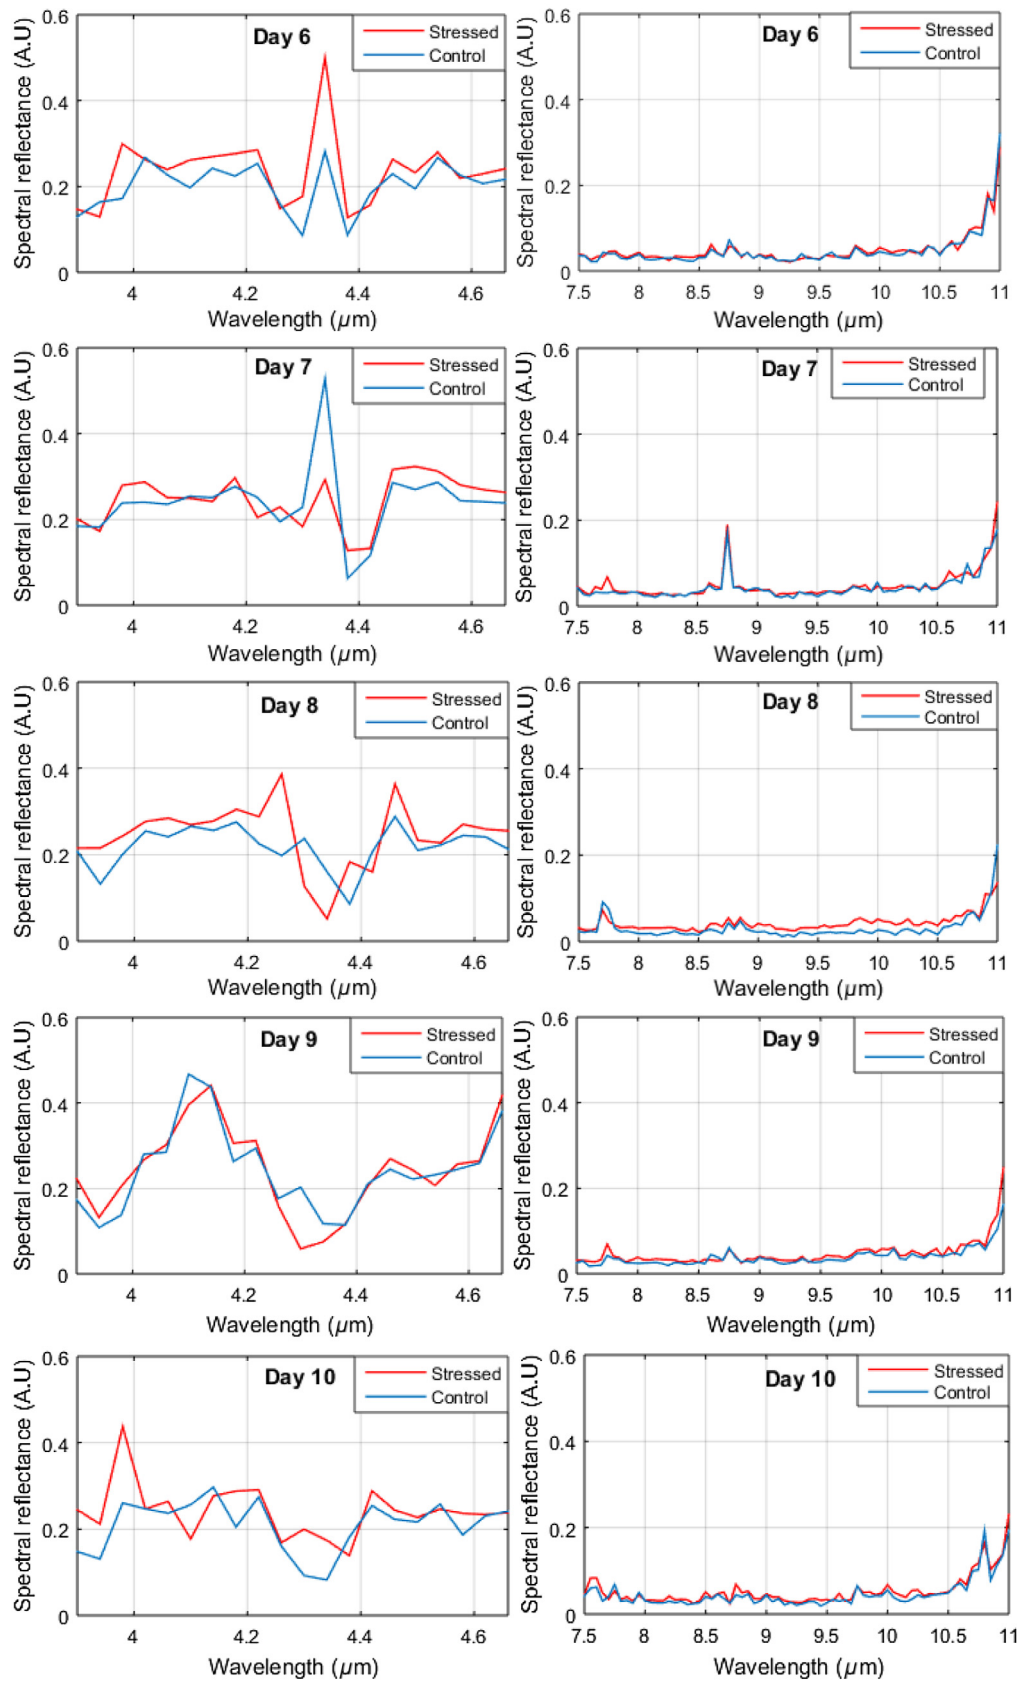 Spectral reflectance (A.U)
0.6
0.4
0.2
0
Day 6
Stressed
Control
4
4.2
4.4
4.6
Wavelength (µm)
Spectral reflectance (A.U)
0.6
0.4
0.2
0
Day 6
Stressed
Control
7.5
8
8.5
9
9.5
10
10.5
11
Wavelength (µm)
Spectral reflectance (A.U)
0.6
0.4
0.2
0
Day 7
Stressed
Control
4
4.2
4.4
4.6
Wavelength (µm)
Spectral reflectance (A.U)
0.6
0.4
0.2
0
Day 7
Stressed
Control
7.5
8
8.5
9
9.5
10
10.5
11
Wavelength (µm)
Spectral reflectance (A.U)
0.6
0.4
0.2
0
Day 8
Stressed
Control
4
4.2
4.4
4.6
Wavelength (µm)
Spectral reflectance (A.U)
0.6
0.4
0.2
0
Day 8
Stressed
Control
7.5
8
8.5
9
9.5
10
10.5
11
Wavelength (µm)
Spectral reflectance (A.U)
0.6
0.4
0.2
0
Day 9
Stressed
Control
4
4.2
4.4
4.6
Wavelength (µm)
Spectral reflectance (A.U)
0.6
0.4
0.2
0
Day 9
Stressed
Control
7.5
8
8.5
9
9.5
10
10.5
11
Wavelength (µm)
Spectral reflectance (A.U)
0.6
0.4
0.2
0
Day 10
Stressed
Control
4
4.2
4.4
4.6
Wavelength (µm)
Spectral reflectance (A.U)
0.6
0.4
0.2
0
Day 10
Stressed
Control
7.5
8
8.5
9
9.5
10
10.5
11
Wavelength (µm)